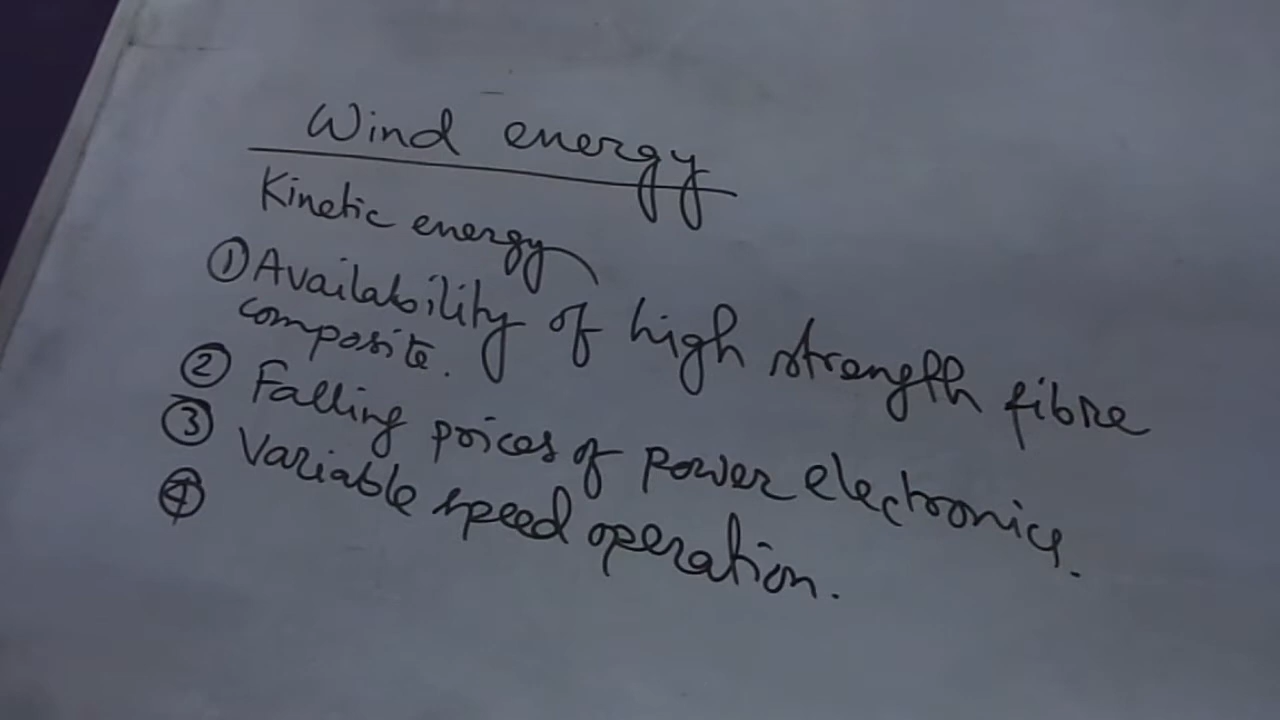 Wind energy
Kinetic energy
① Availability of high strength fibre
composite.
② Falling prices of power electronics.
③ Variable speed operation.
④